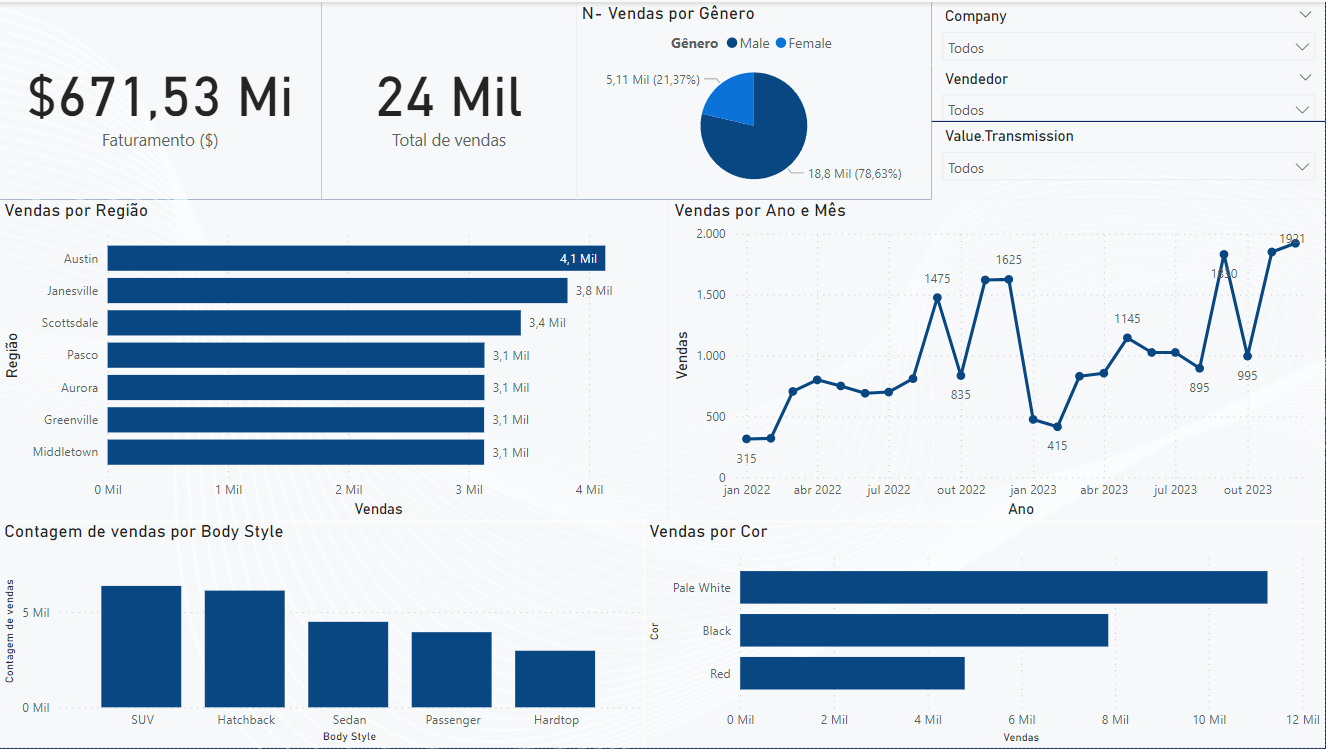 $671,53 Mi
Faturamento ($)
24 Mil
Total de vendas
N- Vendas por Gênero
Gênero Male Female
5,11 Mil (21,37%)
18,8 Mil (78,63%)
Company
Todos
Vendedor
Todos
Value.Transmission
Todos
Vendas por Região
Região
Austin 4,1 Mil
Janesville 3,8 Mil
Scottsdale 3,4 Mil
Pasco 3,1 Mil
Aurora 3,1 Mil
Greenville 3,1 Mil
Middletown 3,1 Mil
0 Mil 1 Mil 2 Mil 3 Mil 4 Mil
Vendas
Vendas por Ano e Mês
Vendas
2.000
1.500
1.000
500
0
315
1475
835
1625
415
1145
895
1830
995
1921
jan 2022 abr 2022 jul 2022 out 2022 jan 2023 abr 2023 jul 2023 out 2023
Ano
Contagem de vendas por Body Style
Contagem de vendas
5 Mil
0 Mil
SUV Hatchback Sedan Passenger Hardtop
Body Style
Vendas por Cor
Cor
Pale White
Black
Red
0 Mil 2 Mil 4 Mil 6 Mil 8 Mil 10 Mil 12 Mil
Vendas